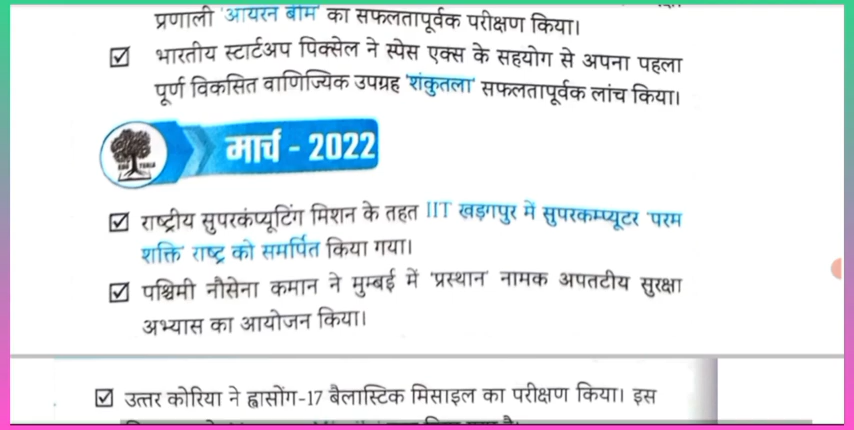 प्रणाली 'आयरन बीम' का सफलतापूर्वक परीक्षण किया।
भारतीय स्टार्टअप पिक्सेल ने स्पेस एक्स के सहयोग से अपना पहला
पूर्ण विकसित वाणिज्यिक उपग्रह 'शंकुतला' सफलतापूर्वक लांच किया।
मार्च - 2022
राष्ट्रीय सुपरकंप्यूटिंग मिशन के तहत IIT खड़गपुर में सुपरकम्प्यूटर 'परम
शक्ति' राष्ट्र को समर्पित किया गया।
पश्चिमी नौसेना कमान ने मुम्बई में 'प्रस्थान' नामक अपतटीय सुरक्षा
अभ्यास का आयोजन किया।
उत्तर कोरिया ने ह्वासोंग-17 बैलास्टिक मिसाइल का परीक्षण किया। इस